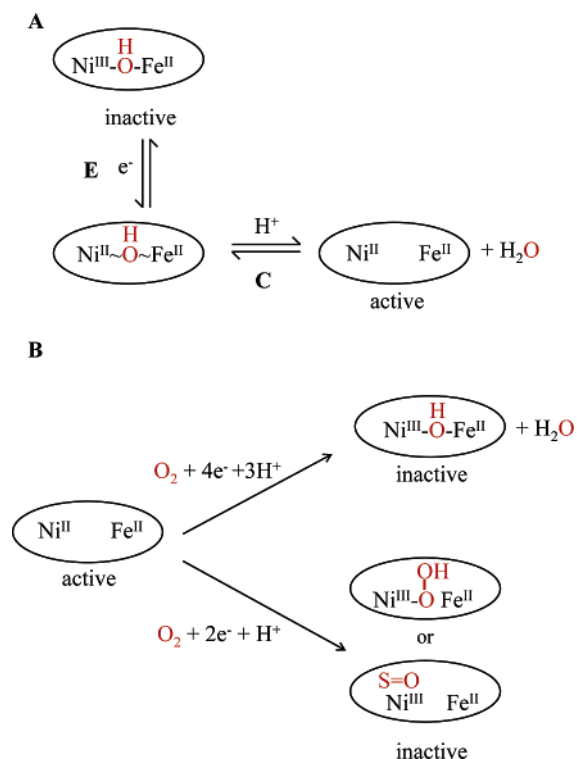 A
H
Ni^III-O-Fe^II
inactive
E e-
H
Ni^II~O~Fe^II
H+
C
Ni^II Fe^II + H2O
active
B
H
Ni^III-O-Fe^II + H2O
inactive
O2 + 4e- +3H+
Ni^II Fe^II
active
OH
Ni^III-O Fe^II
or
O2 + 2e- + H+
S=O
Ni^III Fe^II
inactive